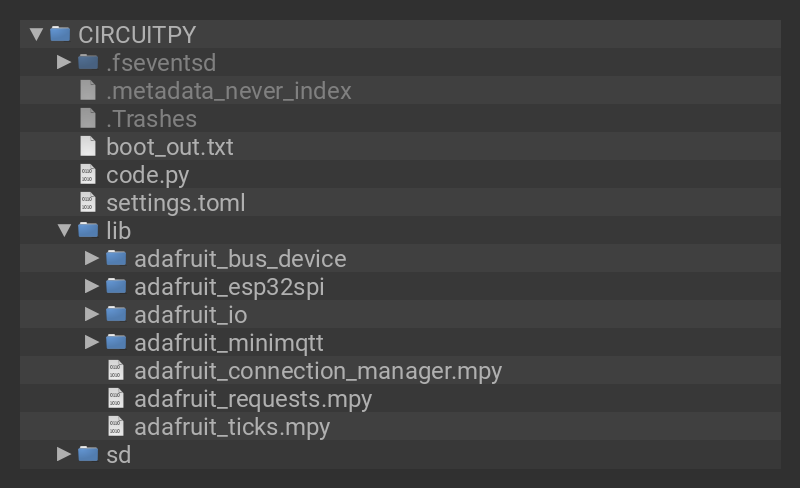 CIRCUITPY
.fseventsd
.metadata_never_index
.Trashes
boot_out.txt
code.py
settings.toml
lib
adafruit_bus_device
adafruit_esp32spi
adafruit_io
adafruit_minimqtt
adafruit_connection_manager.mpy
adafruit_requests.mpy
adafruit_ticks.mpy
sd